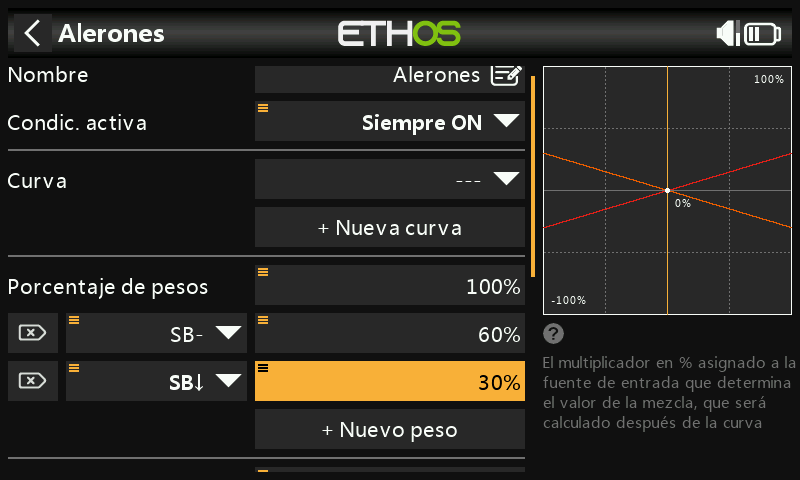 Alerones
ETHOS
Nombre
Alerones
Condic. activa
Siempre ON
Curva
---
+ Nueva curva
Porcentaje de pesos
100%
SB-
60%
SB↓
30%
+ Nuevo peso
100%
0%
-100%
El multiplicador en % asignado a la
fuente de entrada que determina
el valor de la mezcla, que será
calculado después de la curva